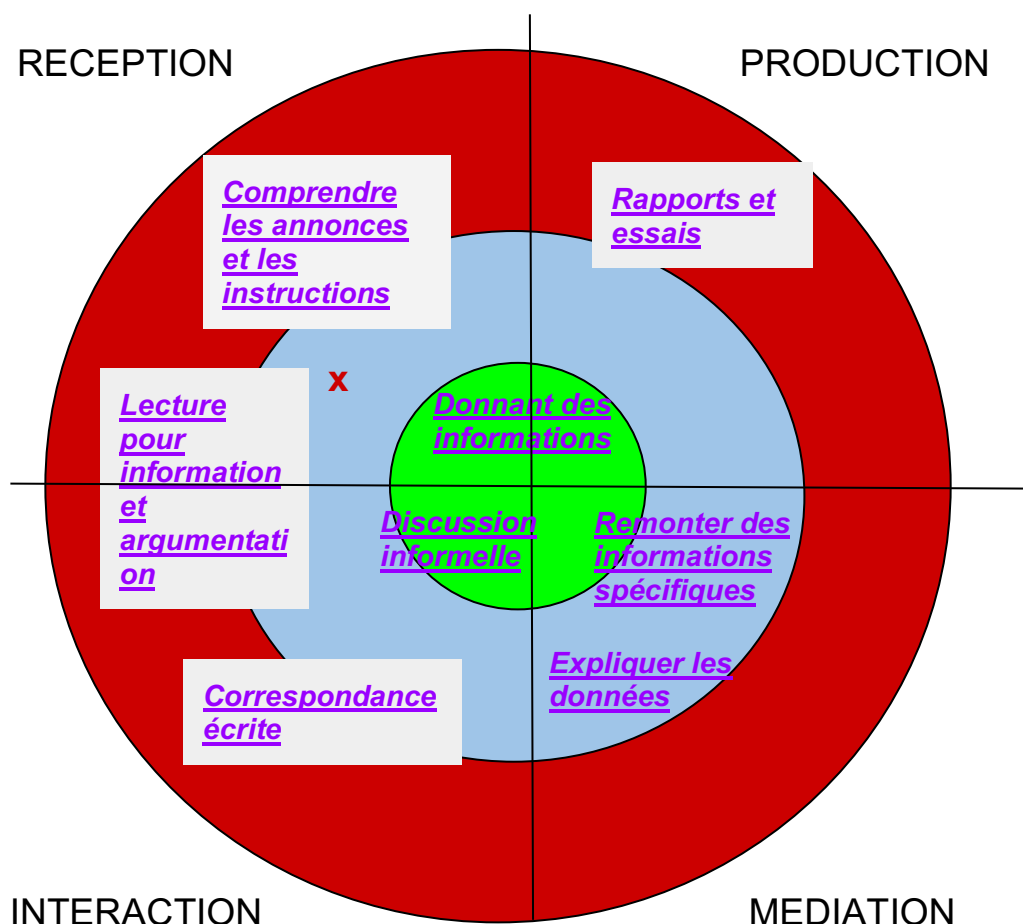 RECEPTION
PRODUCTION
Comprendre
les annonces
et les
instructions
Rapports et
essais
x
Lecture
pour
information
et
argumentati
on
Donnant des
informations
Discussion
informelle
Remonter des
informations
spécifiques
Expliquer les
données
Correspondance
écrite
INTERACTION
MEDIATION